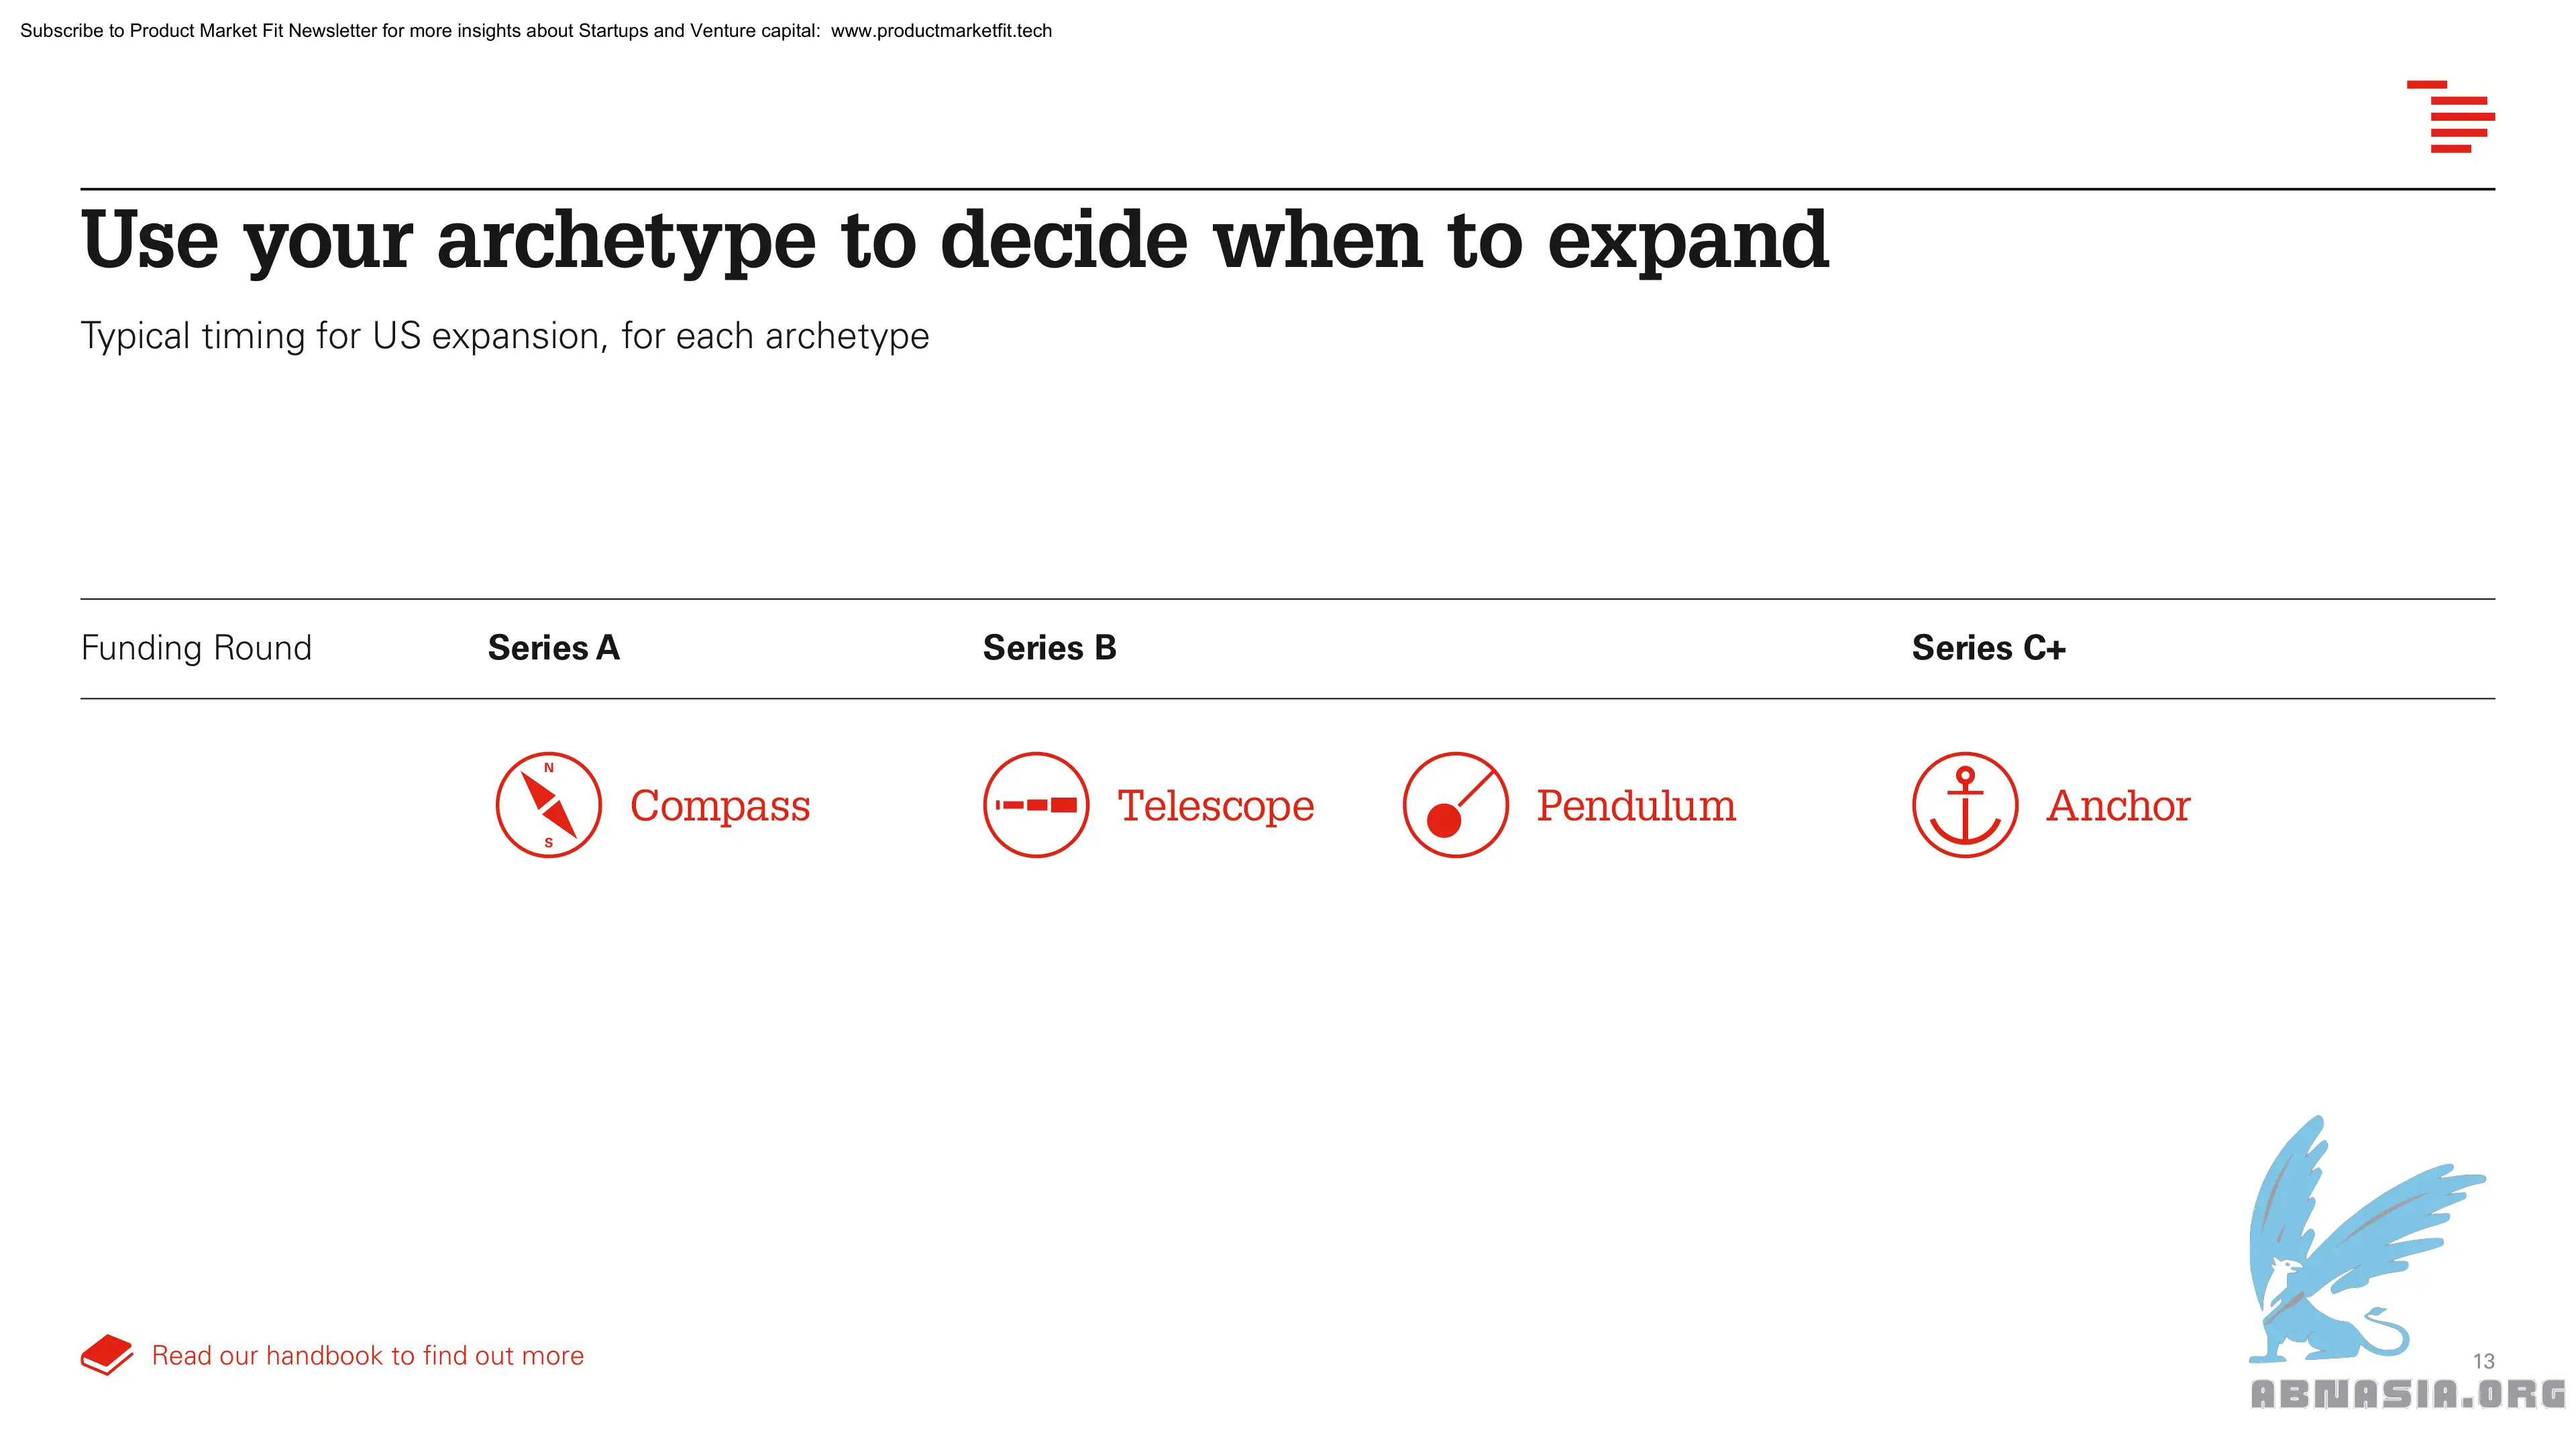 Subscribe to Product Market Fit Newsletter for more insights about Startups and Venture capital: www.productmarketfit.tech
Use your archetype to decide when to expand
Typical timing for US expansion, for each archetype
Funding Round Series A Series B Series C+
N
S
Compass Telescope Pendulum Anchor
Read our handbook to find out more
13
ABNASIA.ORG